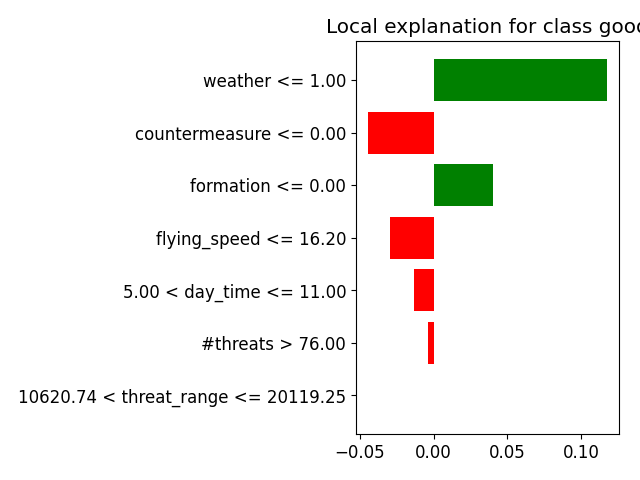 Local explanation for class good
weather <= 1.00
countermeasure <= 0.00
formation <= 0.00
flying_speed <= 16.20
5.00 < day_time <= 11.00
#threats > 76.00
10620.74 < threat_range <= 20119.25
−0.05 0.00 0.05 0.10